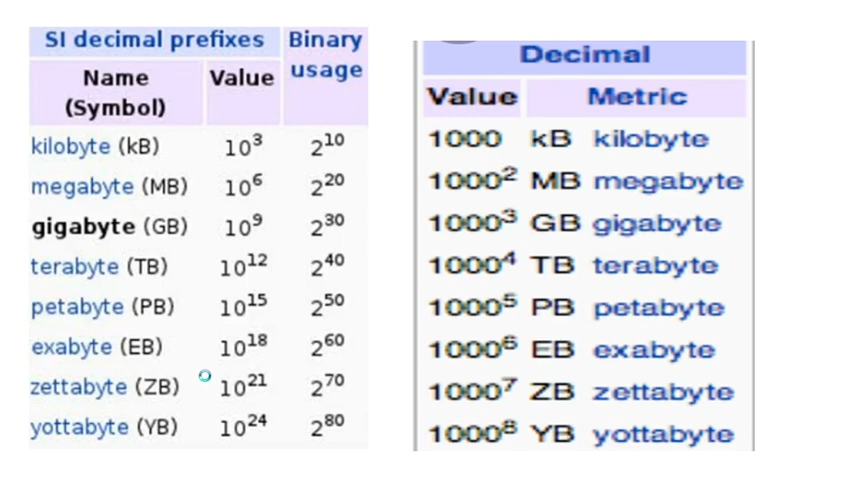 SI decimal prefixes Binary usage
Name (Symbol) Value
kilobyte (kB) 10³ 2¹⁰
megabyte (MB) 10⁶ 2²⁰
gigabyte (GB) 10⁹ 2³⁰
terabyte (TB) 10¹² 2⁴⁰
petabyte (PB) 10¹⁵ 2⁵⁰
exabyte (EB) 10¹⁸ 2⁶⁰
zettabyte (ZB) 10²¹ 2⁷⁰
yottabyte (YB) 10²⁴ 2⁸⁰
Decimal
Value Metric
1000 kB kilobyte
1000² MB megabyte
1000³ GB gigabyte
1000⁴ TB terabyte
1000⁵ PB petabyte
1000⁶ EB exabyte
1000⁷ ZB zettabyte
1000⁸ YB yottabyte